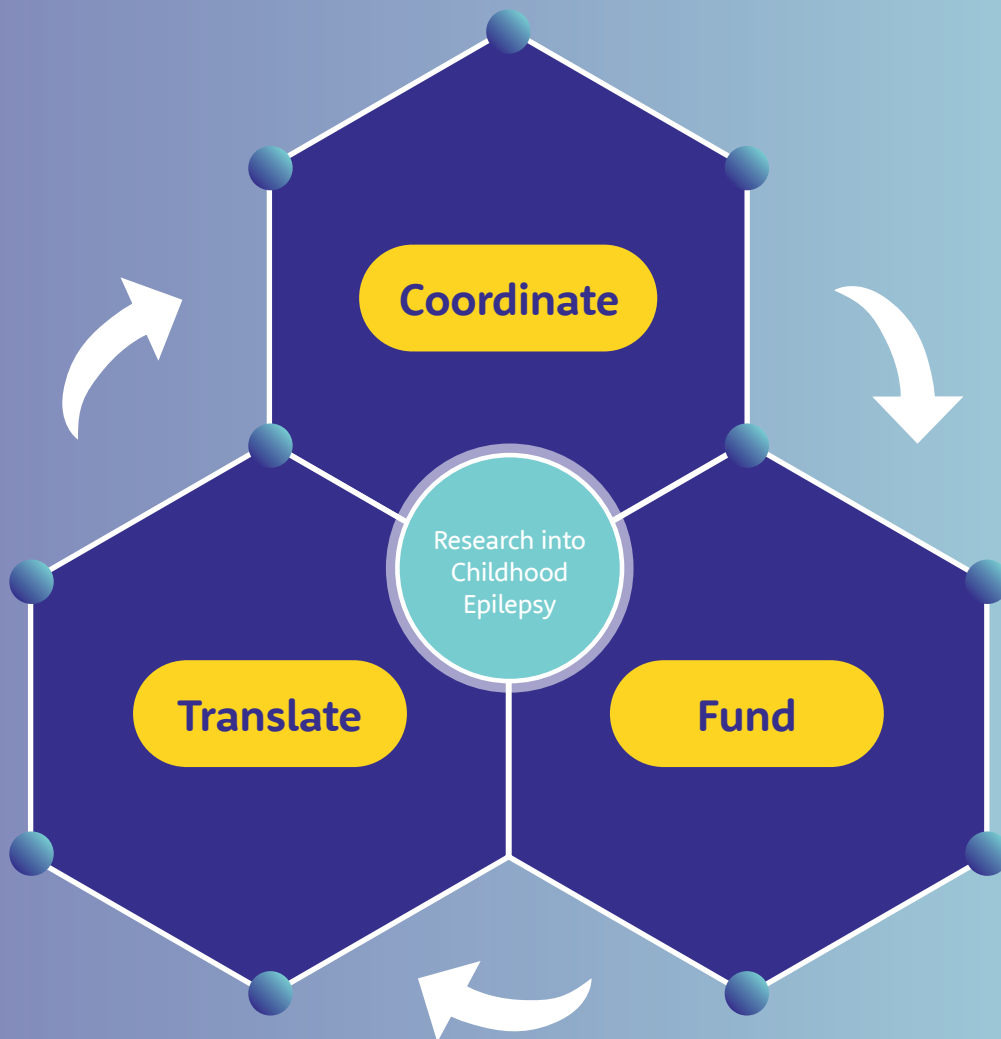 Coordinate
Research into
Childhood
Epilepsy
Translate
Fund